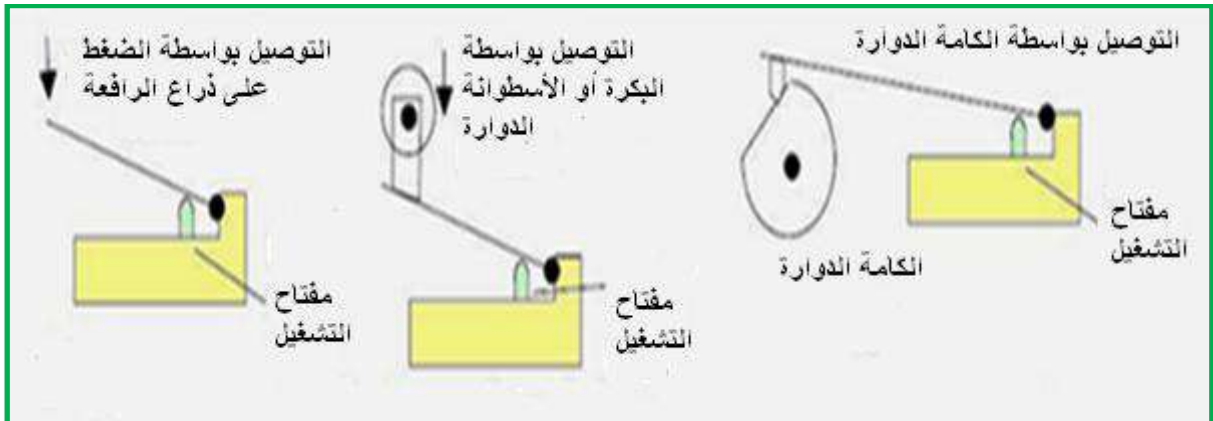 التوصيل بواسطة الضغط
على ذراع الرافعة
مفتاح
التشغيل
التوصيل بواسطة
البكرة أو الأسطوانة
الدوارة
مفتاح
التشغيل
التوصيل بواسطة الكامة الدوارة
مفتاح
التشغيل
الكامة الدوارة